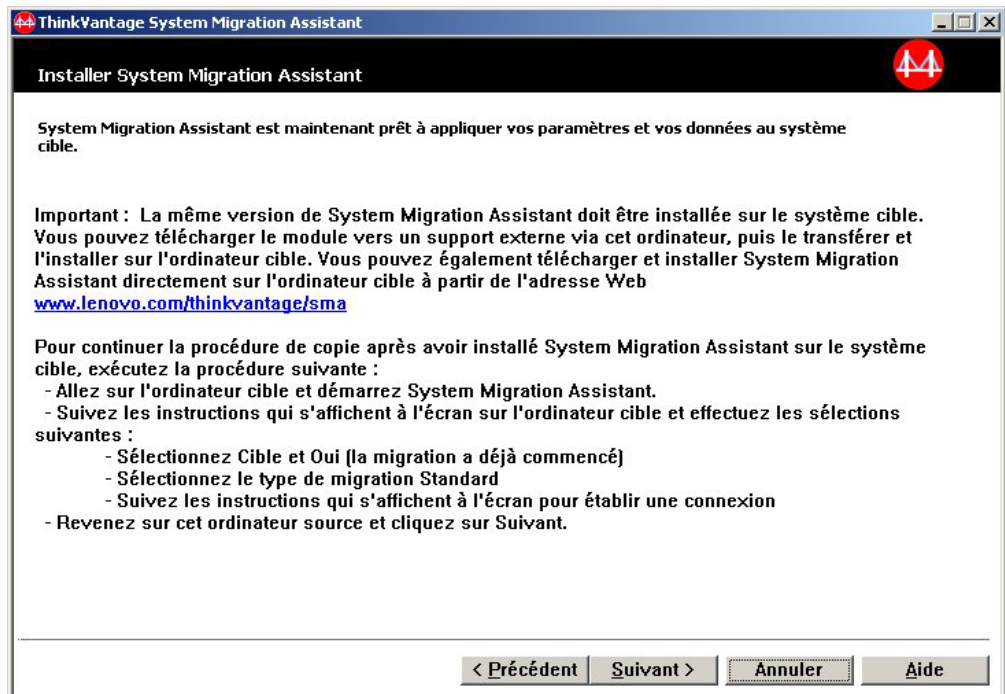 ThinkVantage System Migration Assistant
Installer System Migration Assistant
System Migration Assistant est maintenant prêt à appliquer vos paramètres et vos données au système
cible.
Important : La même version de System Migration Assistant doit être installée sur le système cible.
Vous pouvez télécharger le module vers un support externe via cet ordinateur, puis le transférer et
l'installer sur l'ordinateur cible. Vous pouvez également télécharger et installer System Migration
Assistant directement sur l'ordinateur cible à partir de l'adresse Web
www.lenovo.com/thinkvantage/sma
Pour continuer la procédure de copie après avoir installé System Migration Assistant sur le système
cible, exécutez la procédure suivante :
- Allez sur l'ordinateur cible et démarrez System Migration Assistant.
- Suivez les instructions qui s'affichent à l'écran sur l'ordinateur cible et effectuez les sélections
suivantes :
- Sélectionnez Cible et Oui (la migration a déjà commencé)
- Sélectionnez le type de migration Standard
- Suivez les instructions qui s'affichent à l'écran pour établir une connexion
- Revenez sur cet ordinateur source et cliquez sur Suivant.
< Précédent Suivant > Annuler Aide